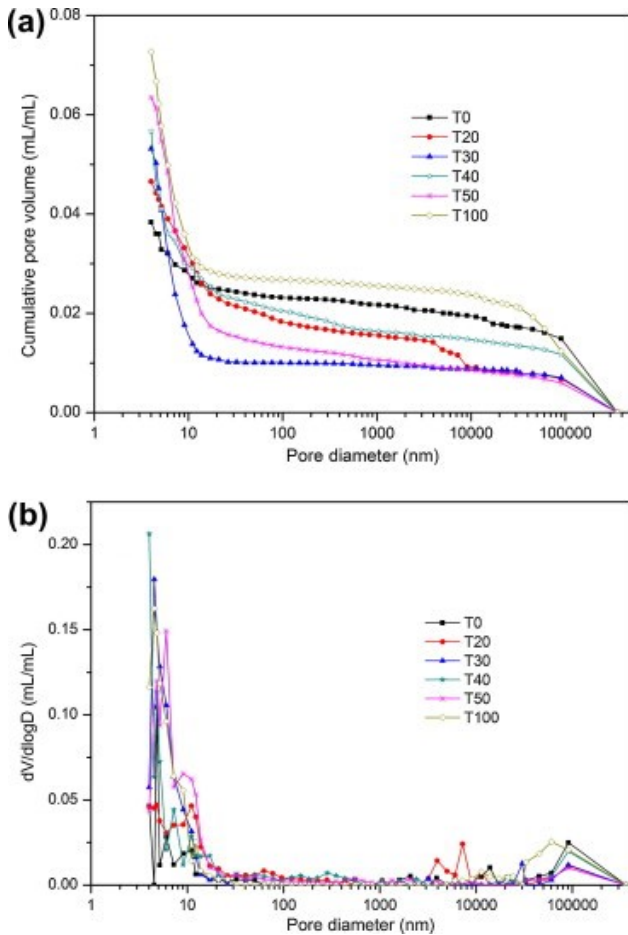 (a)
Cumulative pore volume (mL/mL)
0.08
0.06
0.04
0.02
0.00
T0
T20
T30
T40
T50
T100
1 10 100 1000 10000 100000
Pore diameter (nm)
(b)
dV/dlogD (mL/mL)
0.20
0.15
0.10
0.05
0.00
T0
T20
T30
T40
T50
T100
1 10 100 1000 10000 100000
Pore diameter (nm)